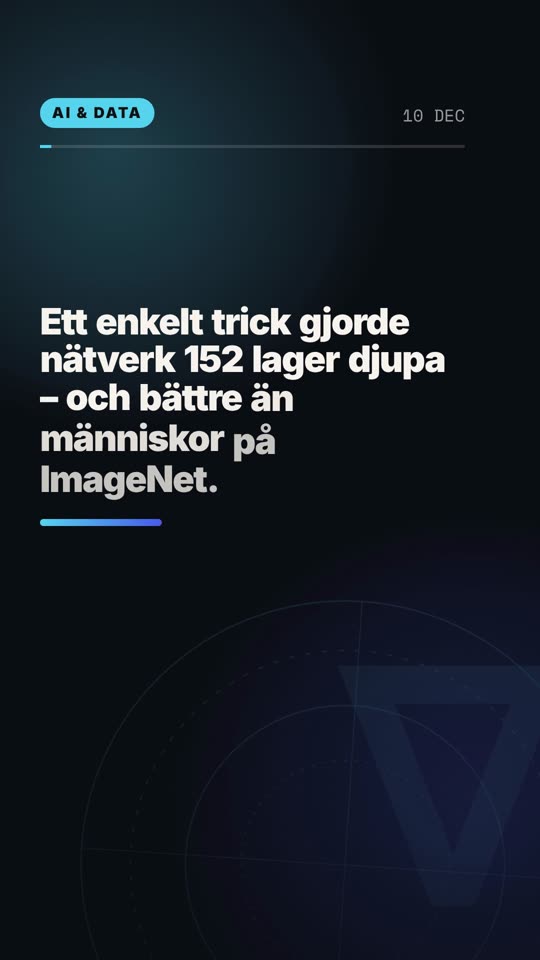 AI & DATA
10 DEC
Ett enkelt trick gjorde
nätverk 152 lager djupa
– och bättre än
människor på
ImageNet.